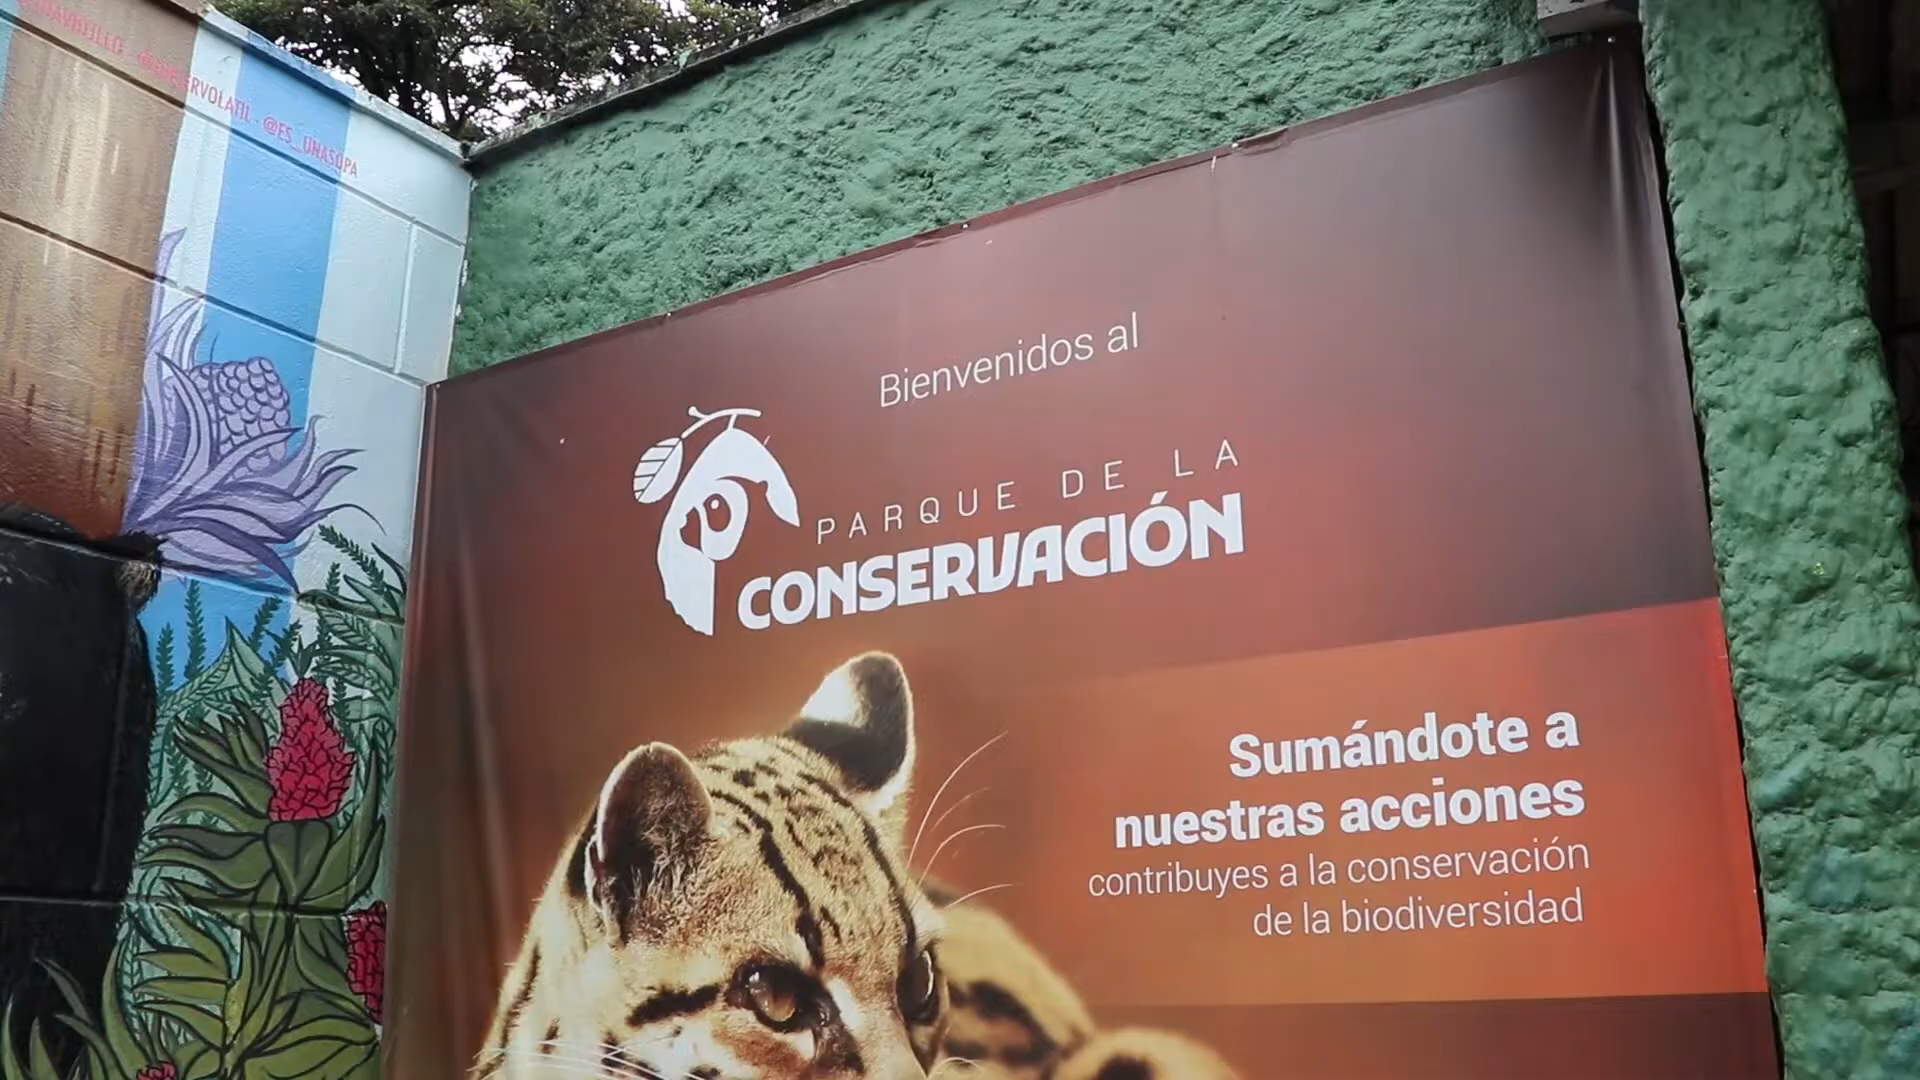 @ES_UNASOPA
Bienvenidos al
PARQUE DE LA
CONSERVACIÓN
Sumándote a
nuestras acciones
contribuyes a la conservación
de la biodiversidad